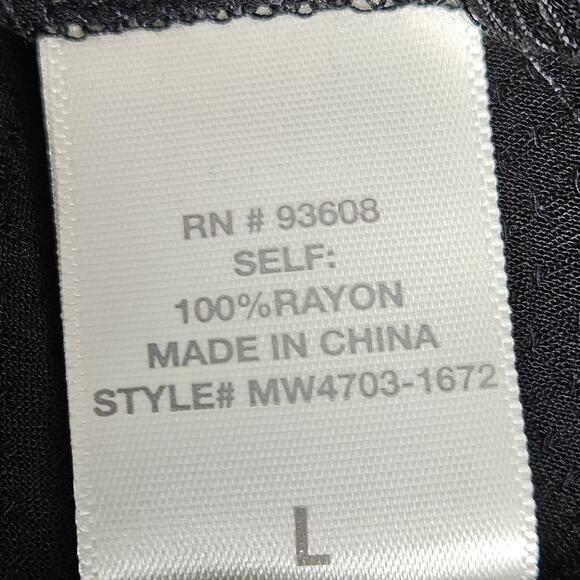 RN # 93608
SELF:
100%RAYON
MADE IN CHINA
STYLE# MW4703-1672
L